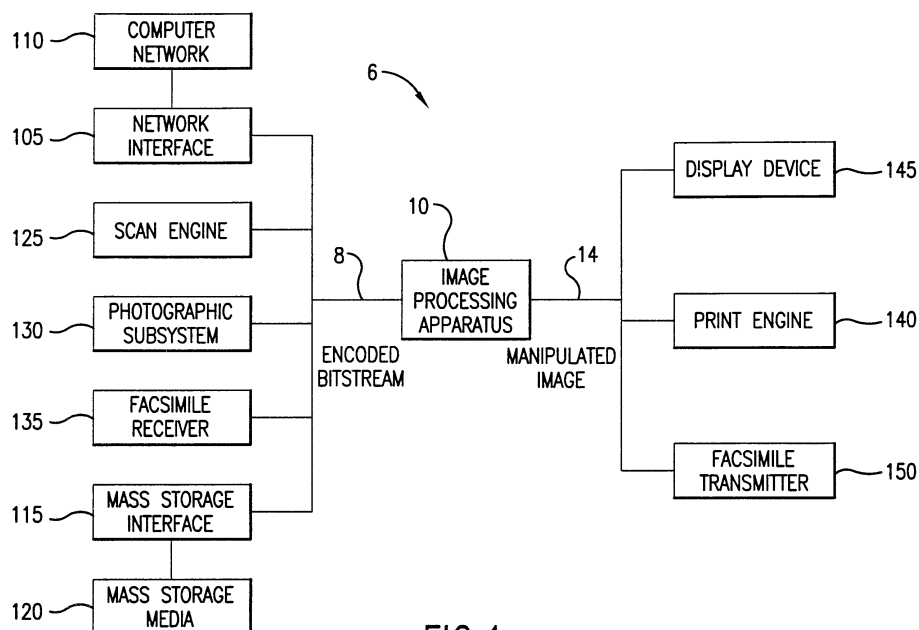 110
COMPUTER
NETWORK
6
105
NETWORK
INTERFACE
DISPLAY DEVICE
145
125
SCAN ENGINE
10
8
IMAGE
PROCESSING
APPARATUS
14
130
PHOTOGRAPHIC
SUBSYSTEM
PRINT ENGINE
140
ENCODED
BITSTREAM
MANIPULATED
IMAGE
135
FACSIMILE
RECEIVER
FACSIMILE
TRANSMITTER
150
115
MASS STORAGE
INTERFACE
120
MASS STORAGE
MEDIA